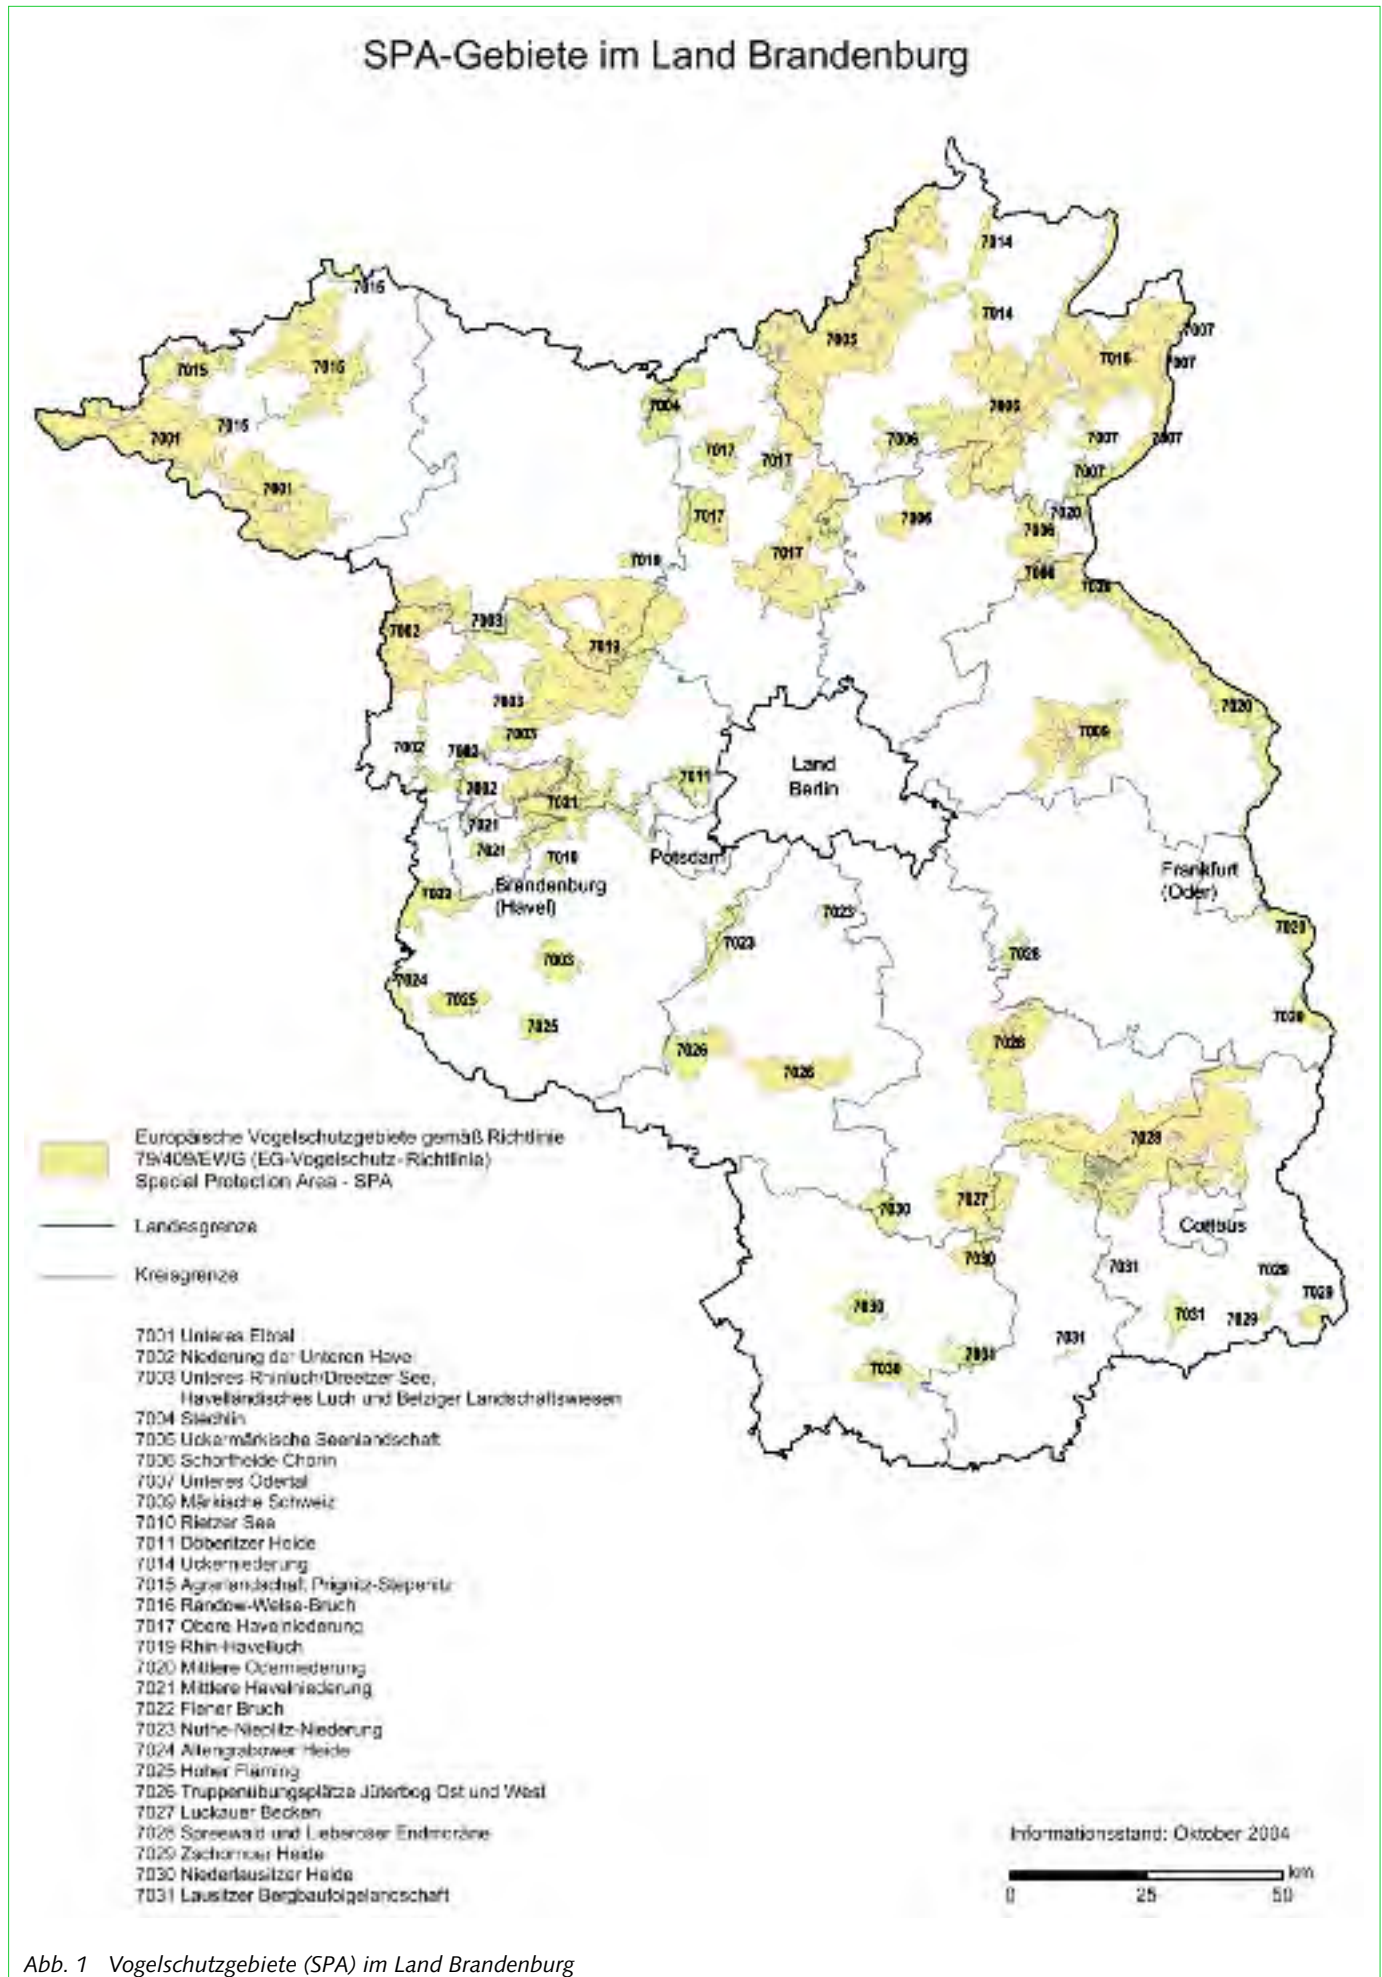 SPA-Gebiete im Land Brandenburg
7014
7015
7014
7007
7005
7016
7007
7015
7015
7004
7005
7015
7001
7006
7007
7007
7017
7017
7007
7001
7017
7006
7020
7006
7017
7019
7006
7020
7002
7003
7019
7003
7020
7003
7009
7002
7002
Land
Berlin
7011
7002
7021
7021
7021
7010
Potsdam
Frankfurt
(Oder)
Brandenburg
(Havel)
7022
7023
7020
7023
7028
7003
7024
7025
7020
7025
7028
7026
7026
7028
Europäische Vogelschutzgebiete gemäß Richtlinie
79/409/EWG (EG-Vogelschutz-Richtlinie)
Special Protection Area - SPA
7027
7030
Cottbus
Landesgrenze
7030
7031
7029
Kreisgrenze
7029
7030
7031
7029
7031
7031
7030
7001 Unteres Elbtal
7002 Niederung der Unteren Havel
7003 Unteres Rhinluch/Dreetzer See,
Havelländisches Luch und Belziger Landschaftswiesen
7004 Stechlin
7005 Uckermärkische Seenlandschaft
7006 Schorfheide-Chorin
7007 Unteres Odertal
7009 Märkische Schweiz
7010 Rietzer See
7011 Döberitzer Heide
7014 Uckerniederung
7015 Agrarlandschaft Prignitz-Stepenitz
7016 Randow-Welse-Bruch
7017 Obere Havelniederung
7019 Rhin-Havelluch
7020 Mittlere Oderniederung
7021 Mittlere Havelniederung
7022 Fiener Bruch
7023 Nuthe-Nieplitz-Niederung
7024 Altengrabower Heide
7025 Hoher Fläming
7026 Truppenübungsplätze Jüterbog Ost und West
7027 Luckauer Becken
7028 Spreewald und Lieberoser Endmoräne
7029 Zschornoer Heide
7030 Niederlausitzer Heide
7031 Lausitzer Bergbaufolgelandschaft
Informationsstand: Oktober 2004
km
0 25 50
Abb. 1 Vogelschutzgebiete (SPA) im Land Brandenburg